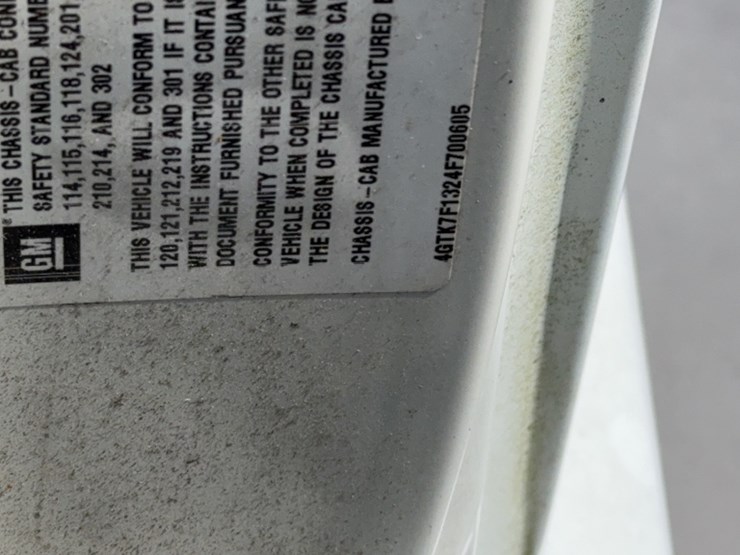 GM
THIS CHASSIS-CAB CON
SAFETY STANDARD NUMB
114,115,116,118,124,201
210,214, AND 302
THIS VEHICLE WILL CONFORM TO
120,121,212,219 AND 301 IF IT IS
WITH THE INSTRUCTIONS CONTAI
DOCUMENT FURNISHED PURSUAN
CONFORMITY TO THE OTHER SAF
VEHICLE WHEN COMPLETED IS NO
THE DESIGN OF THE CHASSIS CA
CHASSIS-CAB MANUFACTURED
4GTK7F1324F700605